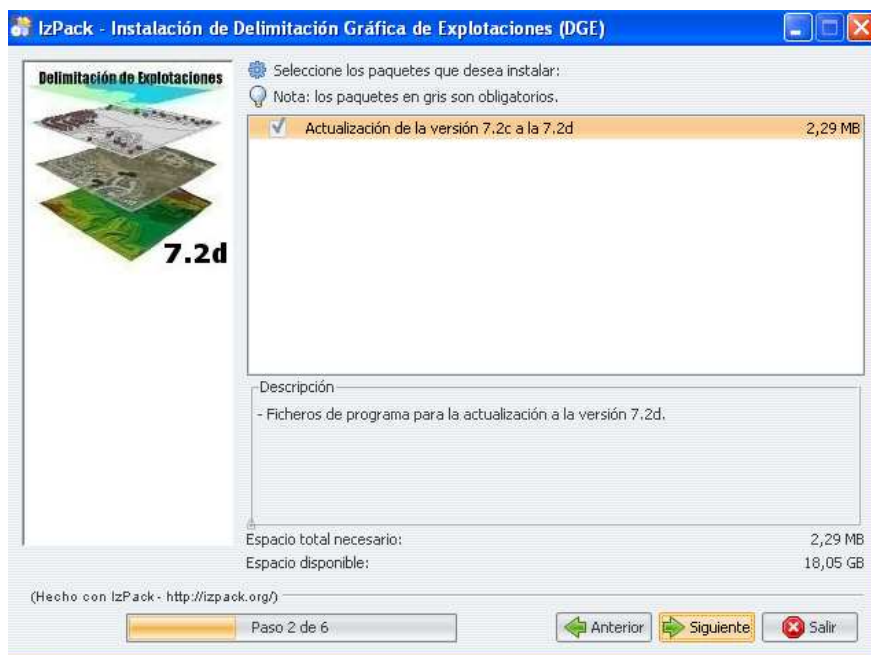 IzPack - Instalación de Delimitación Gráfica de Explotaciones (DGE)
Delimitación de Explotaciones
7.2d
Seleccione los paquetes que desea instalar:
Nota: los paquetes en gris son obligatorios.
Actualización de la versión 7.2c a la 7.2d 2,29 MB
Descripción
- Ficheros de programa para la actualización a la versión 7.2d.
Espacio total necesario: 2,29 MB
Espacio disponible: 18,05 GB
(Hecho con IzPack - http://izpack.org/)
Paso 2 de 6
Anterior
Siguiente
Salir